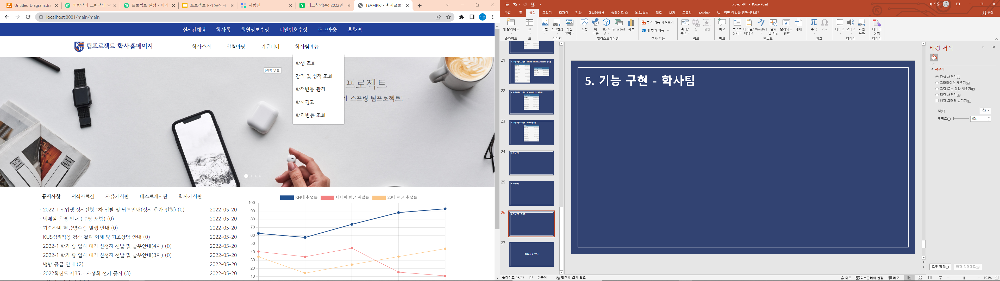 Untitled Diagram.dra
파랑색과 노란색의 깔
프로젝트 일정 - 미리
프로젝트 PPT(윤인규,
사람인
테크하임(주) 2022년
TEAMRPJ - 학사프로
localhost:8081/main/main
도훈
실시간채팅 학사톡 회원정보수정 비밀번호수정 로그아웃 홈화면
KH 팀프로젝트 학사홈페이지
학사소개 알림마당 커뮤니티 학사팀메뉴
학생 조회
강의 및 성적 조회
학적변동 관리
학사경고
학과변동 조회
[제목 없음]
프로젝트
바 스프링 팀프로젝트!
공지사항 서식자료실 자유게시판 테스트게시판 학사게시판
· 2022-1 신입생 정시전형 1차 선발 및 납부안내(정시 추가 전형) (0) 2022-05-20
· 택배실 운영 안내 (쿠팡 포함) (0) 2022-05-20
· 기숙사비 현금영수증 발행 안내 (0) 2022-05-20
· KUS심리적응 검사 결과 이해 및 기초상담 안내 (0) 2022-05-20
· 2022-1 학기 중 입사 대기 신청자 선발 및 납부안내(4차) (0) 2022-05-20
· 2022-1 학기 중 입사 대기 신청자 선발 및 납부안내(3차) (0) 2022-05-20
· 냉방 공급 안내 (2) 2022-05-20
· 2022학년도 제35대 사생회 선거 공지 (3) 2022-05-20
KH대 취업률 타대학 평균 취업률 20대 평균 취업률
100
90
80
70
60
50
40
30
20
10
projectPPT - PowerPoint
배 도훈
파일 홈 삽입 그리기 디자인 전환 애니메이션 슬라이드 쇼 녹음/녹화 검토 보기 도움말 Acrobat 어떤 작업을 원하시나요? 공유
새 슬라이드
표
그림
스크린샷
사진 앨범
도형
아이콘
3D 모델
SmartArt
차트
추가 기능 가져오기
내 추가 기능
확대/축소
링크
실행
메모
텍스트 상자
머리글/바닥글
WordArt
날짜 및 시간
슬라이드 번호
개체
수식
기호
비디오
오디오
화면 녹화
미디어 삽입
슬라이드 표 이미지 일러스트레이션 추가 기능 링크 메모 텍스트 기호 미디어 미디어
21
4. 데이터베이스 설계 : BOARD, BOARD_CATEGORY 테이블
22
4. 데이터베이스 설계 : ATTACHED_FILE 테이블
23
4. 데이터베이스 설계 : REPLY 테이블
24
5. 기능 구현
25
5. 기능 구현
26
5. 기능 구현 - 학사팀
27
THANK YOU
5. 기능 구현 - 학사팀
배경 서식
채우기
단색 채우기(S)
그라데이션 채우기(G)
그림 또는 질감 채우기(P)
패턴 채우기(A)
배경 그래픽 숨기기(H)
색(C)
투명도(T) 0%
모두 적용(L) 배경 원래대로(B)
슬라이드 26/27 한국어 접근성: 조사 필요
메모 디스플레이 설정 메모 104%